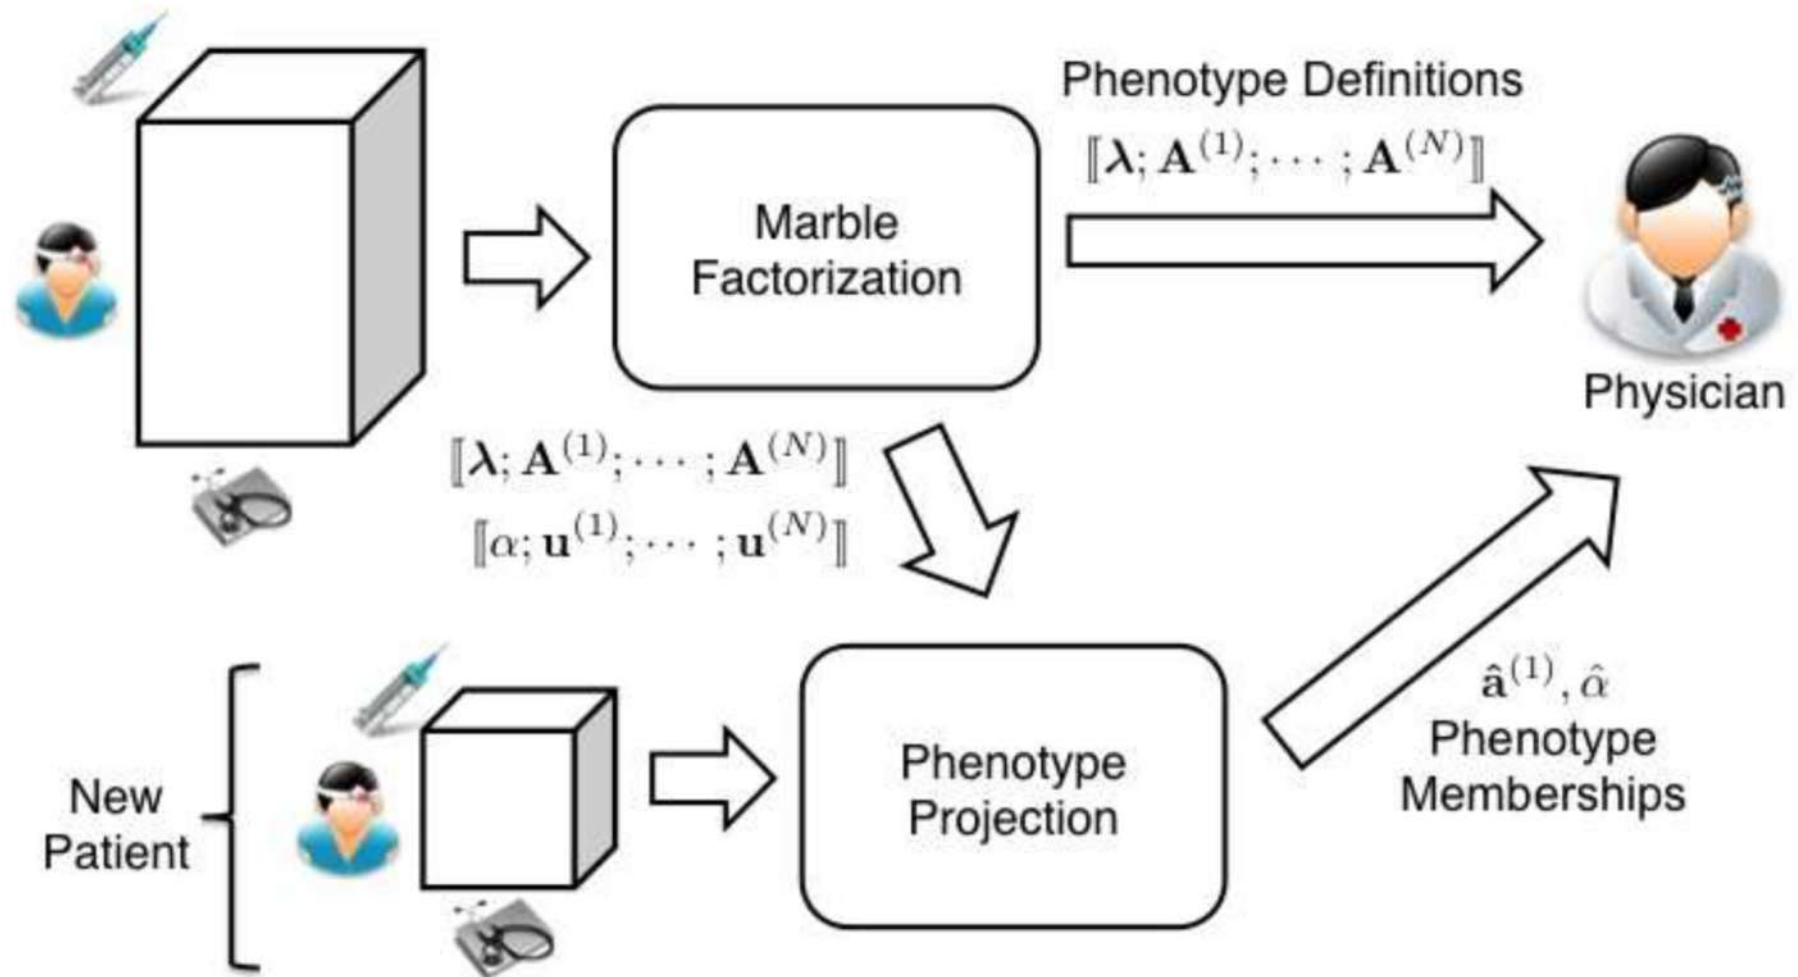 Phenotype Definitions
⟦λ; A⁽¹⁾; ⋯ ; A⁽ᴺ⁾⟧
Marble
Factorization
Physician
⟦λ; A⁽¹⁾; ⋯ ; A⁽ᴺ⁾⟧
⟦α; u⁽¹⁾; ⋯ ; u⁽ᴺ⁾⟧
New
Patient
Phenotype
Projection
â⁽¹⁾, α̂
Phenotype
Memberships